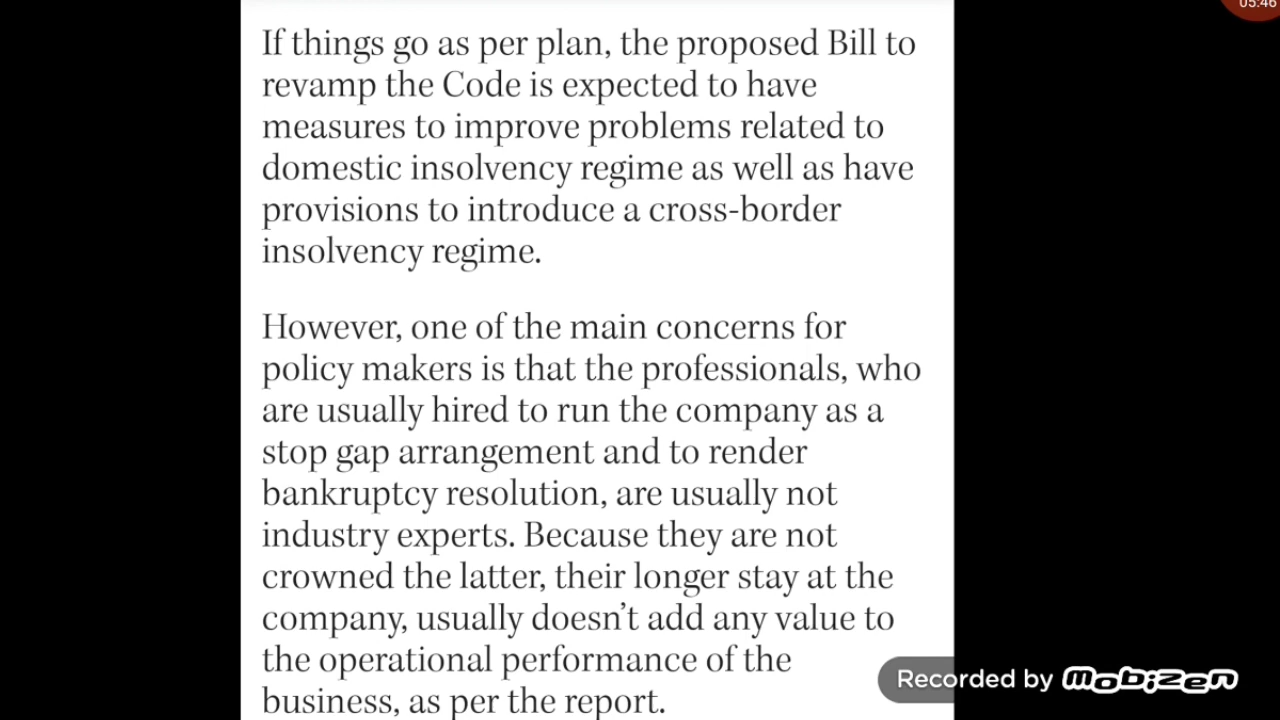 05:46
If things go as per plan, the proposed Bill to
revamp the Code is expected to have
measures to improve problems related to
domestic insolvency regime as well as have
provisions to introduce a cross-border
insolvency regime.
However, one of the main concerns for
policy makers is that the professionals, who
are usually hired to run the company as a
stop gap arrangement and to render
bankruptcy resolution, are usually not
industry experts. Because they are not
crowned the latter, their longer stay at the
company, usually doesn’t add any value to
the operational performance of the
business, as per the report.
Recorded by mobizen